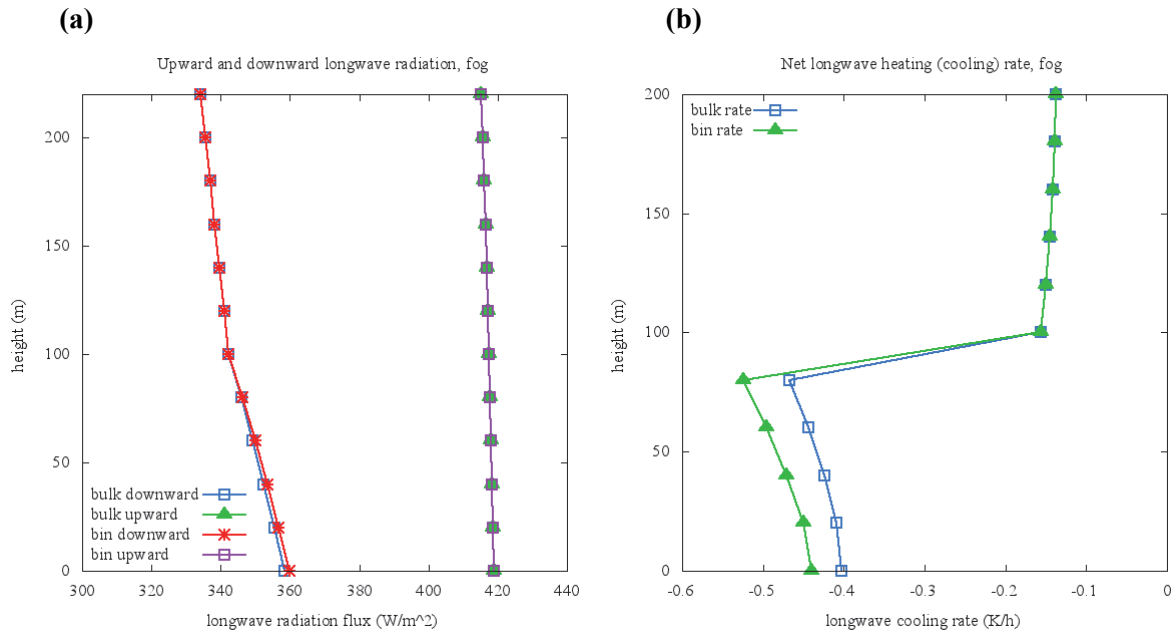 (a)
Upward and downward longwave radiation, fog
height (m)
200
150
100
50
0
bulk downward
bulk upward
bin downward
bin upward
300 320 340 360 380 400 420 440
longwave radiation flux (W/m^2)
(b)
Net longwave heating (cooling) rate, fog
height (m)
200
150
100
50
0
bulk rate
bin rate
-0.6 -0.5 -0.4 -0.3 -0.2 -0.1 0
longwave cooling rate (K/h)